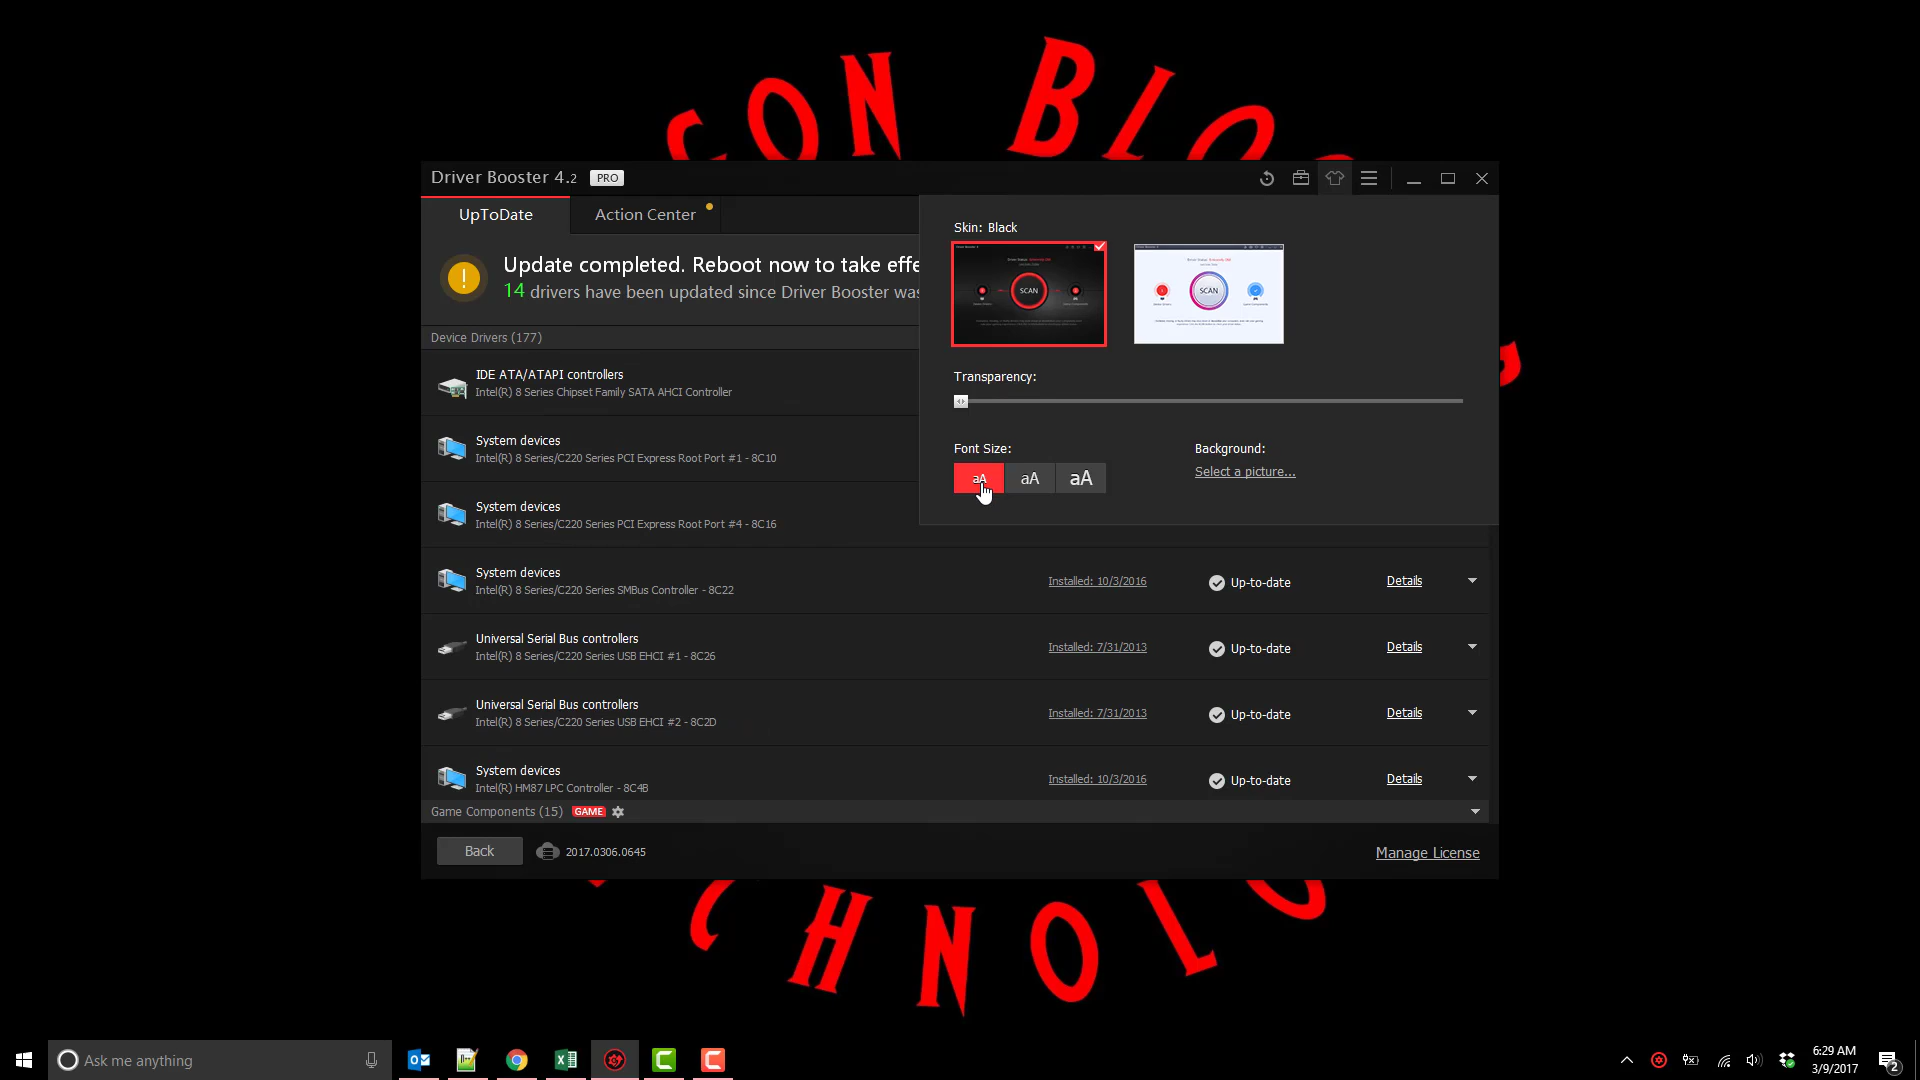 CON BLO
Driver Booster 4.2 PRO
UpToDate
Action Center
Update completed. Reboot now to take effe
14 drivers have been updated since Driver Booster was
Skin: Black
SCAN
SCAN
Transparency:
Font Size:
Background:
aA aA aA
Select a picture...
Device Drivers (177)
IDE ATA/ATAPI controllers
Intel(R) 8 Series Chipset Family SATA AHCI Controller
System devices
Intel(R) 8 Series/C220 Series PCI Express Root Port #1 - 8C10
System devices
Intel(R) 8 Series/C220 Series PCI Express Root Port #4 - 8C16
System devices
Intel(R) 8 Series/C220 Series SMBus Controller - 8C22
Installed: 10/3/2016 Up-to-date Details
Universal Serial Bus controllers
Intel(R) 8 Series/C220 Series USB EHCI #1 - 8C26
Installed: 7/31/2013 Up-to-date Details
Universal Serial Bus controllers
Intel(R) 8 Series/C220 Series USB EHCI #2 - 8C2D
Installed: 7/31/2013 Up-to-date Details
System devices
Intel(R) HM87 LPC Controller - 8C4B
Installed: 10/3/2016 Up-to-date Details
Game Components (15) GAME
Back
2017.0306.0645
Manage License
Ask me anything
6:29 AM
3/9/2017
2